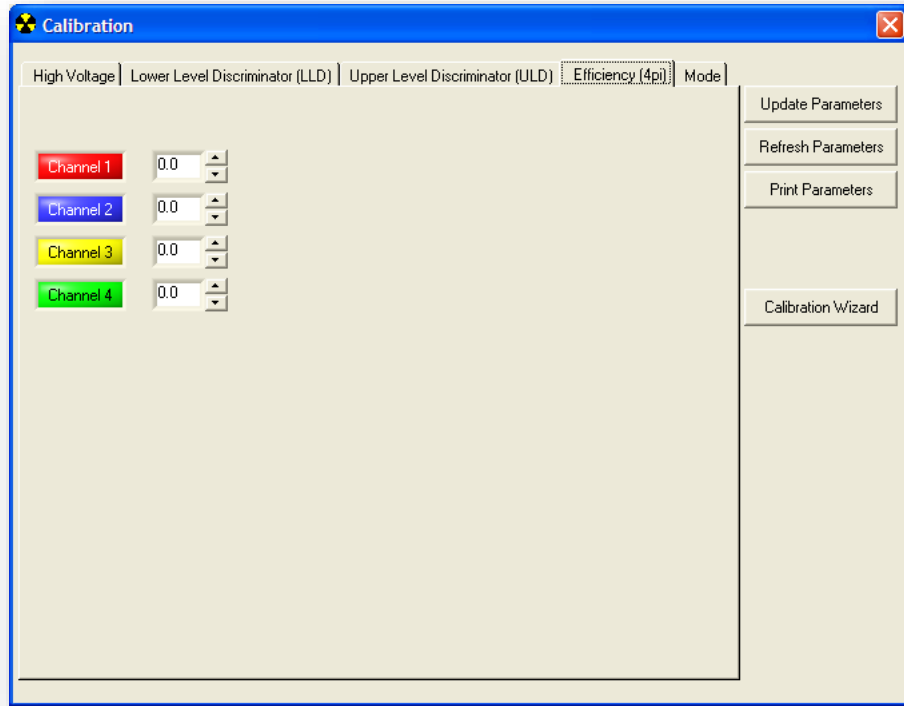 Calibration
High Voltage Lower Level Discriminator (LLD) Upper Level Discriminator (ULD) Efficiency (4pi) Mode
Update Parameters
Refresh Parameters
Print Parameters
Channel 1 0.0
Channel 2 0.0
Channel 3 0.0
Channel 4 0.0
Calibration Wizard